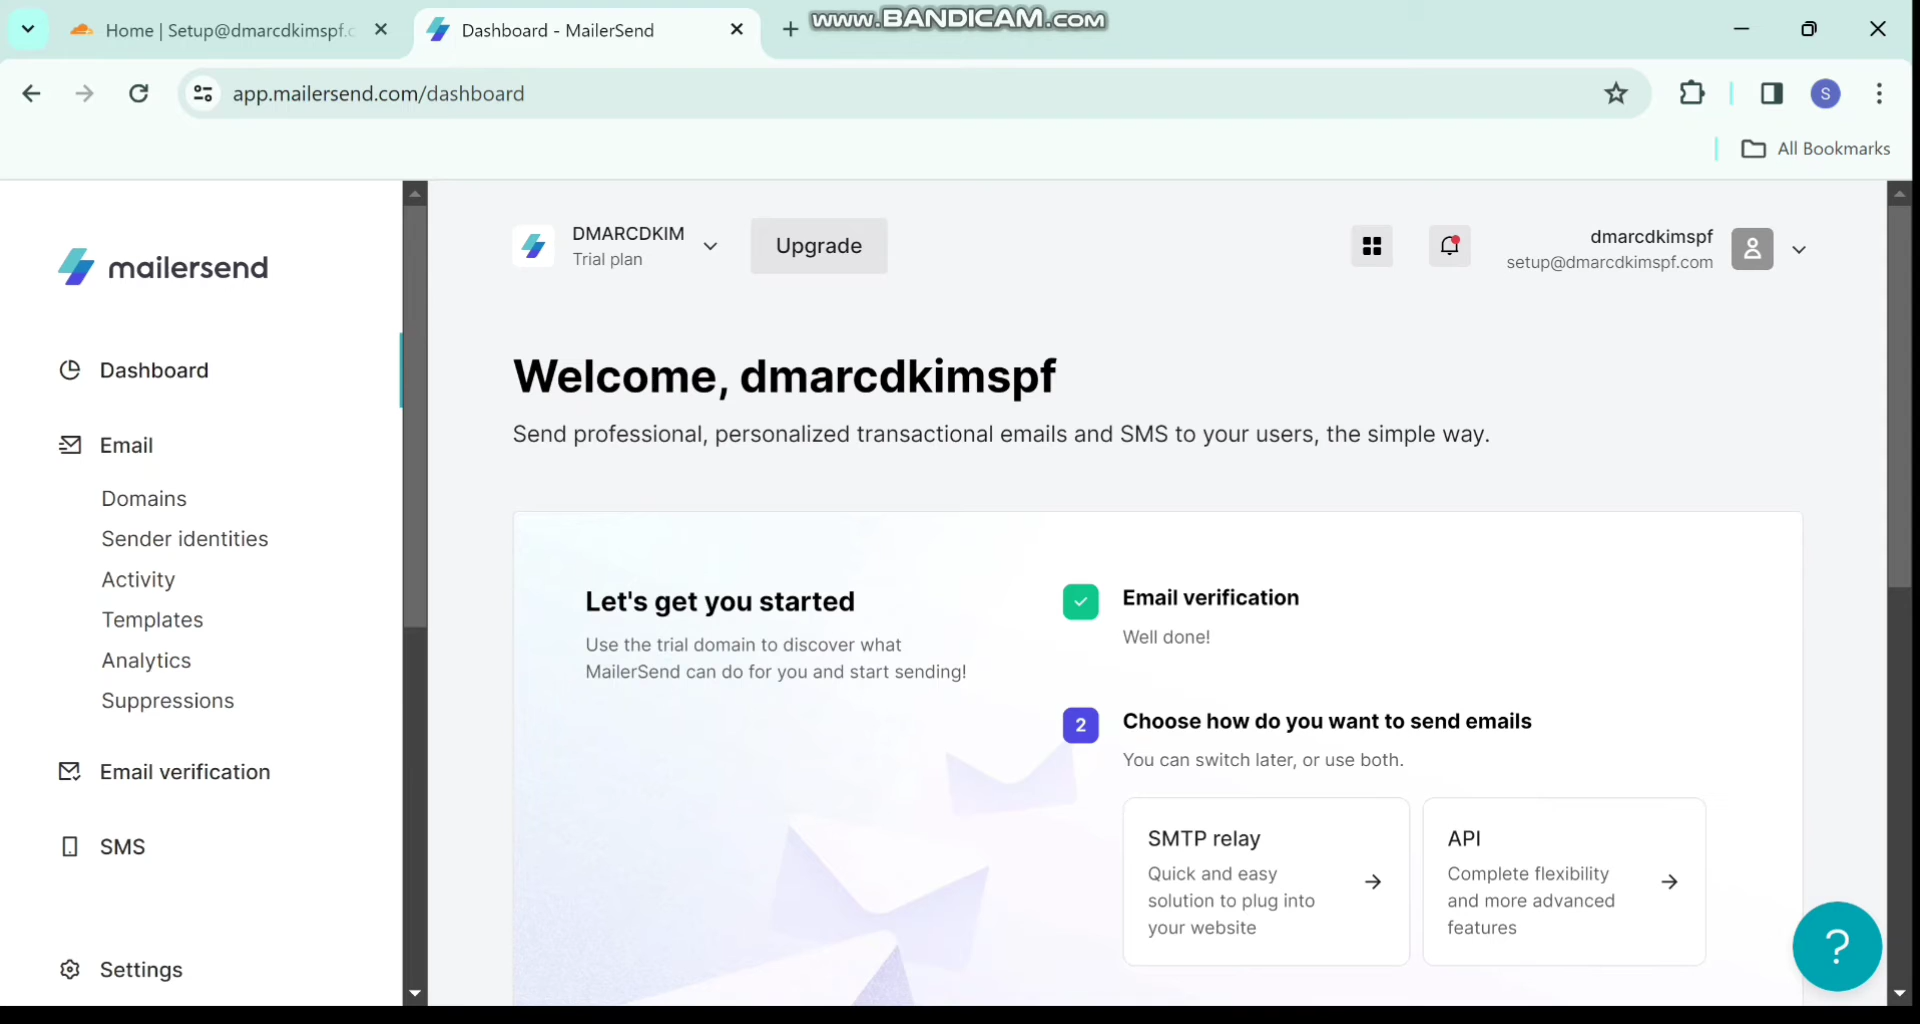 Home | Setup@dmarcdkimspf.c
Dashboard - MailerSend
www.BANDICAM.com
app.mailersend.com/dashboard
S
All Bookmarks
mailersend
DMARCDKIM
Trial plan
Upgrade
dmarcdkimspf
setup@dmarcdkimspf.com
Dashboard
Email
Domains
Sender identities
Activity
Templates
Analytics
Suppressions
Email verification
SMS
Settings
Welcome, dmarcdkimspf
Send professional, personalized transactional emails and SMS to your users, the simple way.
Let's get you started
Use the trial domain to discover what
MailerSend can do for you and start sending!
Email verification
Well done!
2
Choose how do you want to send emails
You can switch later, or use both.
SMTP relay
Quick and easy
solution to plug into
your website
API
Complete flexibility
and more advanced
features
?